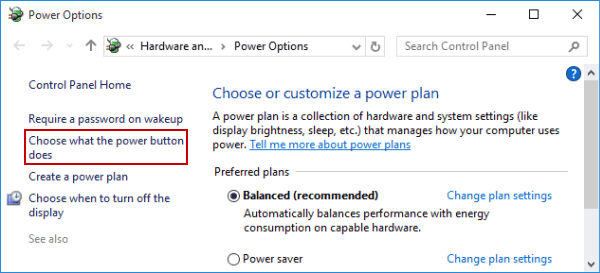 Power Options
« Hardware an... > Power Options
Search Control Panel
Control Panel Home
Require a password on wakeup
Choose what the power button
does
Create a power plan
Choose when to turn off the
display
See also
?
Choose or customize a power plan
A power plan is a collection of hardware and system settings (like
display brightness, sleep, etc.) that manages how your computer uses
power. Tell me more about power plans
Preferred plans
Balanced (recommended) Change plan settings
Automatically balances performance with energy
consumption on capable hardware.
Power saver Change plan settings